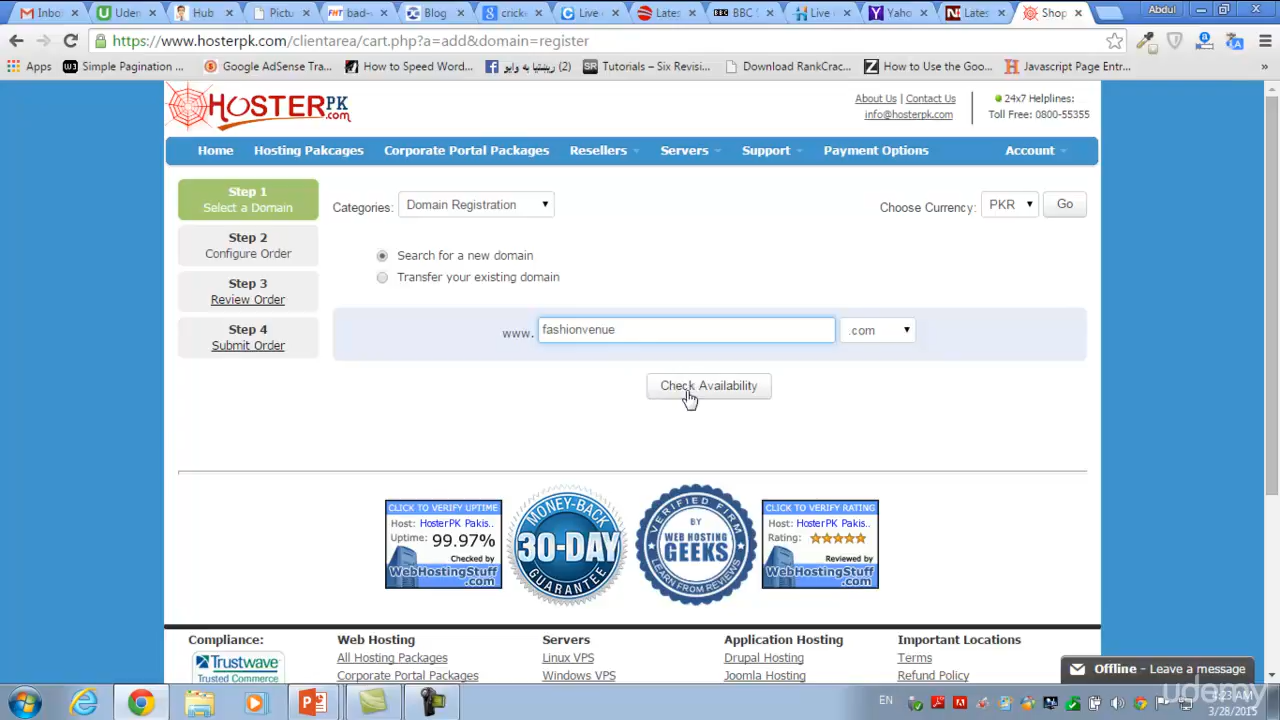 Inbo
Uden
Hub
Pictu
bad-
Blog
crick
Live
Lates
BBC
Live
Yaho
Lates
Shop
Abdul
https://www.hosterpk.com/clientarea/cart.php?a=add&domain=register
Apps
Simple Pagination ...
Google AdSense Tra...
How to Speed Word...
Tutorials – Six Revisi...
Download RankCrac...
How to Use the Goo...
Javascript Page Entr...
»
HOSTERPK
.com
About Us | Contact Us
info@hosterpk.com
24x7 Helplines:
Toll Free: 0800-55355
Home Hosting Pakcages Corporate Portal Packages Resellers Servers Support Payment Options Account
Step 1
Select a Domain
Step 2
Configure Order
Step 3
Review Order
Step 4
Submit Order
Categories: Domain Registration
Choose Currency: PKR Go
Search for a new domain
Transfer your existing domain
www. fashionvenue .com
Check Availability
CLICK TO VERIFY UPTIME
Host: HosterPK Pakis..
Uptime: 99.97%
Checked by
WebHostingStuff
.com
MONEY-BACK
30-DAY
GUARANTEE
VERIFIED FIRM
BY
WEB HOSTING
GEEKS
LEARN FROM REVIEWS
CLICK TO VERIFY RATING
Host: HosterPK Pakis..
Rating:
Reviewed by
WebHostingStuff
.com
Compliance:
Trustwave
Trusted Commerce
Web Hosting
All Hosting Packages
Corporate Portal Packages
Servers
Linux VPS
Windows VPS
Application Hosting
Drupal Hosting
Joomla Hosting
Important Locations
Terms
Refund Policy
Offline - Leave a message
EN
3/28/2015
udemy